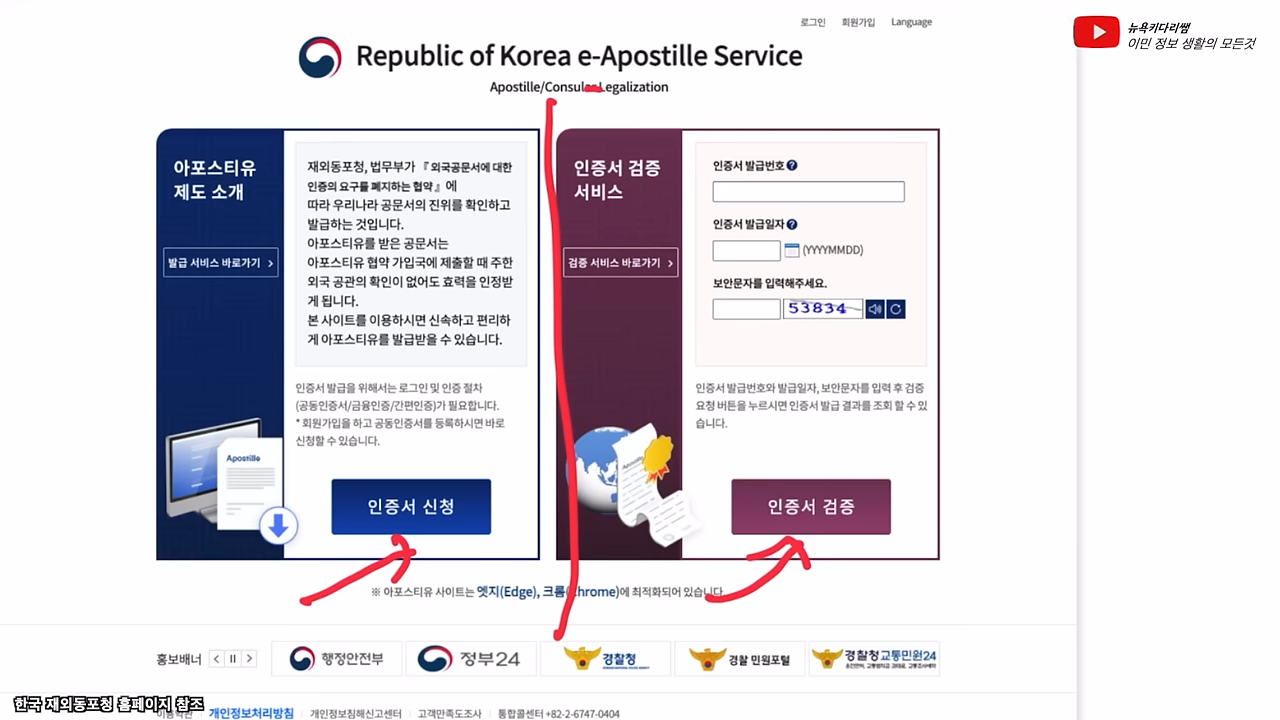 로그인 회원가입 Language
뉴욕키다리쌤
이민 정보 생활의 모든것
Republic of Korea e-Apostille Service
Apostille/Consular Legalization
아포스티유
제도 소개
발급 서비스 바로가기 >
재외동포청, 법무부가 『 외국공문서에 대한
인증의 요구를 폐지하는 협약 』에
따라 우리나라 공문서의 진위를 확인하고
발급하는 것입니다.
아포스티유를 받은 공문서는
아포스티유 협약 가입국에 제출할 때 주한
외국 공관의 확인이 없어도 효력을 인정받
게 됩니다.
본 사이트를 이용하시면 신속하고 편리하
게 아포스티유를 발급받을 수 있습니다.
Apostille
인증서 발급을 위해서는 로그인 및 인증 절차
(공동인증서/금융인증/간편인증)가 필요합니다.
* 회원가입을 하고 공동인증서를 등록하시면 바로
신청할 수 있습니다.
인증서 신청
인증서 검증
서비스
검증 서비스 바로가기 >
인증서 발급번호 ?
인증서 발급일자 ?
(YYYYMMDD)
보안문자를 입력해주세요.
53834
Apostille
인증서 발급번호와 발급일자, 보안문자를 입력 후 검증
요청 버튼을 누르시면 인증서 발급 결과를 조회 할 수 있
습니다.
인증서 검증
※ 아포스티유 사이트는 엣지(Edge), 크롬(Chrome)에 최적화되어 있습니다.
홍보배너 행정안전부 정부24 경찰청 경찰 민원포털 경찰청교통민원24
한국 재외동포청 홈페이지 참조
개인정보처리방침 개인정보침해신고센터 고객만족도조사 통합콜센터 +82-2-6747-0404